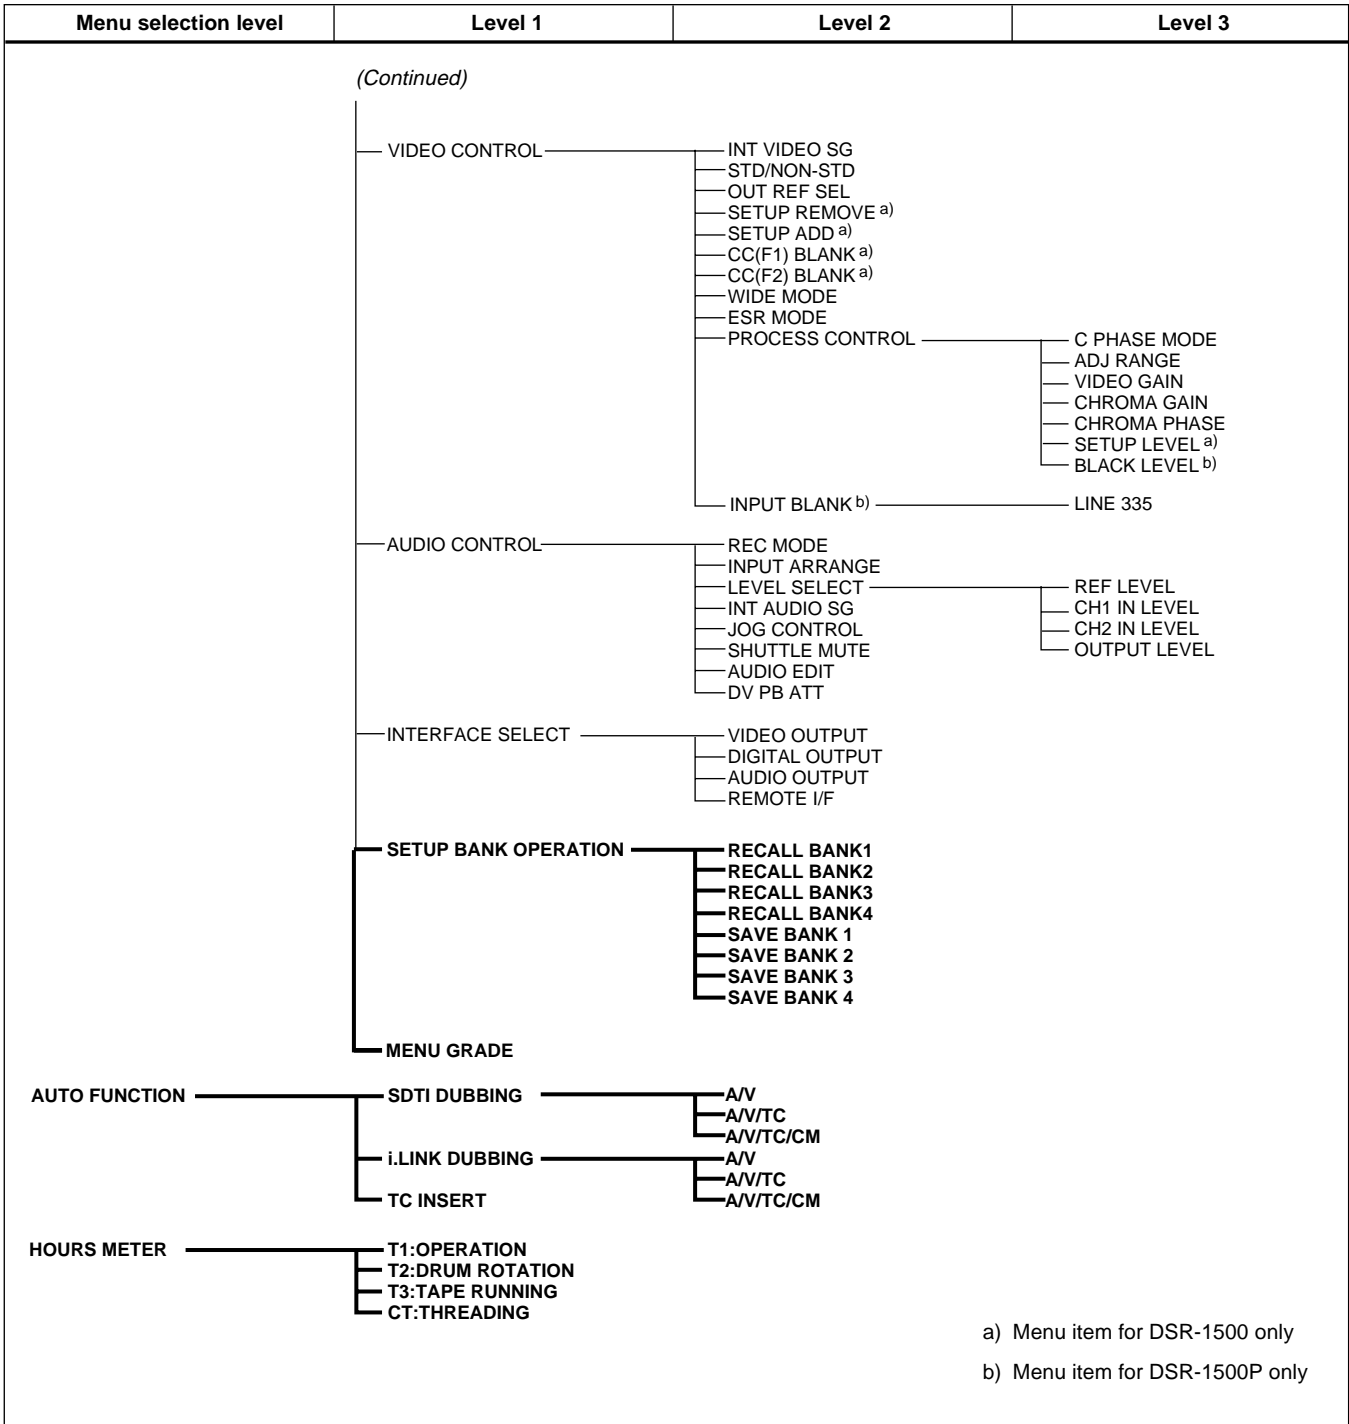 Menu selection level Level 1 Level 2 Level 3
(Continued)
VIDEO CONTROL INT VIDEO SG
STD/NON-STD
OUT REF SEL
SETUP REMOVE a)
SETUP ADD a)
CC(F1) BLANK a)
CC(F2) BLANK a)
WIDE MODE
ESR MODE
PROCESS CONTROL C PHASE MODE
ADJ RANGE
VIDEO GAIN
CHROMA GAIN
CHROMA PHASE
SETUP LEVEL a)
BLACK LEVEL b)
INPUT BLANK b) LINE 335
AUDIO CONTROL REC MODE
INPUT ARRANGE
LEVEL SELECT REF LEVEL
INT AUDIO SG CH1 IN LEVEL
JOG CONTROL CH2 IN LEVEL
SHUTTLE MUTE OUTPUT LEVEL
AUDIO EDIT
DV PB ATT
INTERFACE SELECT VIDEO OUTPUT
DIGITAL OUTPUT
AUDIO OUTPUT
REMOTE I/F
SETUP BANK OPERATION RECALL BANK1
RECALL BANK2
RECALL BANK3
RECALL BANK4
SAVE BANK 1
SAVE BANK 2
SAVE BANK 3
SAVE BANK 4
MENU GRADE
AUTO FUNCTION SDTI DUBBING A/V
A/V/TC
A/V/TC/CM
i.LINK DUBBING A/V
A/V/TC
TC INSERT A/V/TC/CM
HOURS METER T1:OPERATION
T2:DRUM ROTATION
T3:TAPE RUNNING
CT:THREADING
a) Menu item for DSR-1500 only
b) Menu item for DSR-1500P only